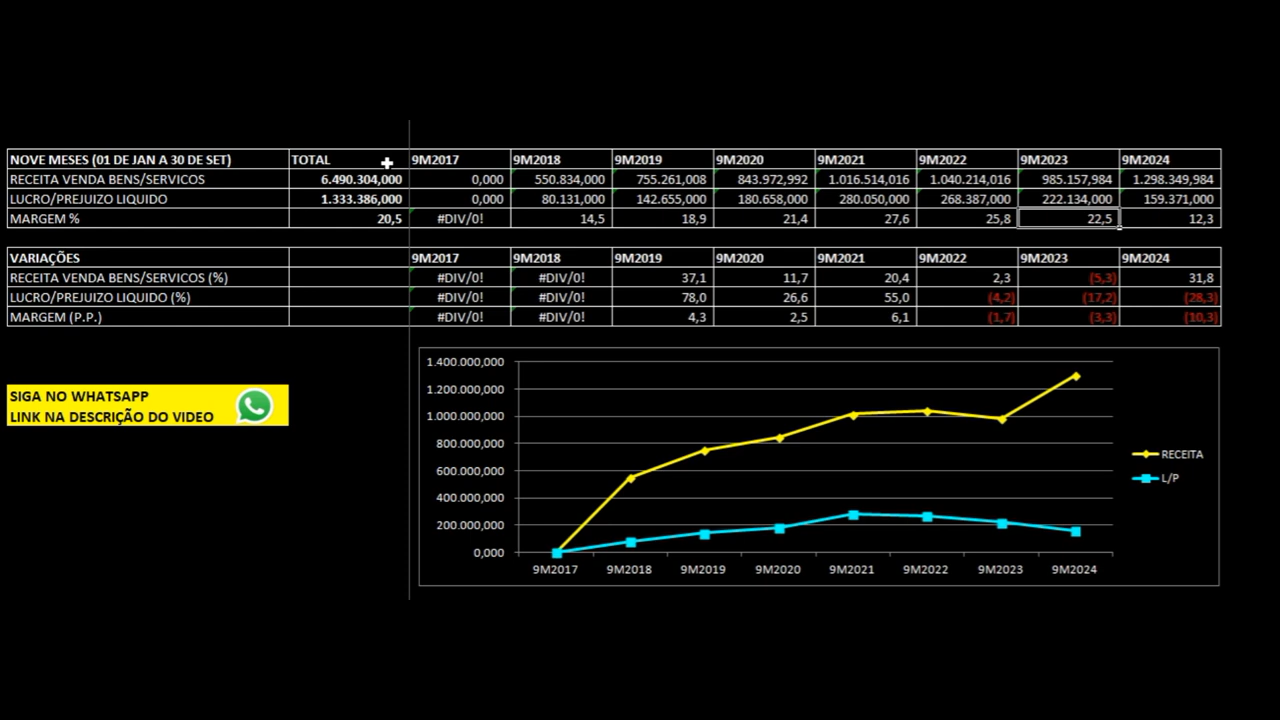 NOVE MESES (01 DE JAN A 30 DE SET) TOTAL 9M2017 9M2018 9M2019 9M2020 9M2021 9M2022 9M2023 9M2024
RECEITA VENDA BENS/SERVICOS 6.490.304,000 0,000 550.834,000 755.261,008 843.972,992 1.016.514,016 1.040.214,016 985.157,984 1.298.349,984
LUCRO/PREJUIZO LIQUIDO 1.333.386,000 0,000 80.131,000 142.655,000 180.658,000 280.050,000 268.387,000 222.134,000 159.371,000
MARGEM % 20,5 #DIV/0! 14,5 18,9 21,4 27,6 25,8 22,5 12,3
VARIAÇÕES 9M2017 9M2018 9M2019 9M2020 9M2021 9M2022 9M2023 9M2024
RECEITA VENDA BENS/SERVICOS (%) #DIV/0! #DIV/0! 37,1 11,7 20,4 2,3 (5,3) 31,8
LUCRO/PREJUIZO LIQUIDO (%) #DIV/0! #DIV/0! 78,0 26,6 55,0 (4,2) (17,2) (28,3)
MARGEM (P.P.) #DIV/0! #DIV/0! 4,3 2,5 6,1 (1,7) (3,3) (10,3)
SIGA NO WHATSAPP
LINK NA DESCRIÇÃO DO VIDEO
1.400.000,000
1.200.000,000
1.000.000,000
800.000,000
600.000,000
400.000,000
200.000,000
0,000
9M2017 9M2018 9M2019 9M2020 9M2021 9M2022 9M2023 9M2024
RECEITA
L/P